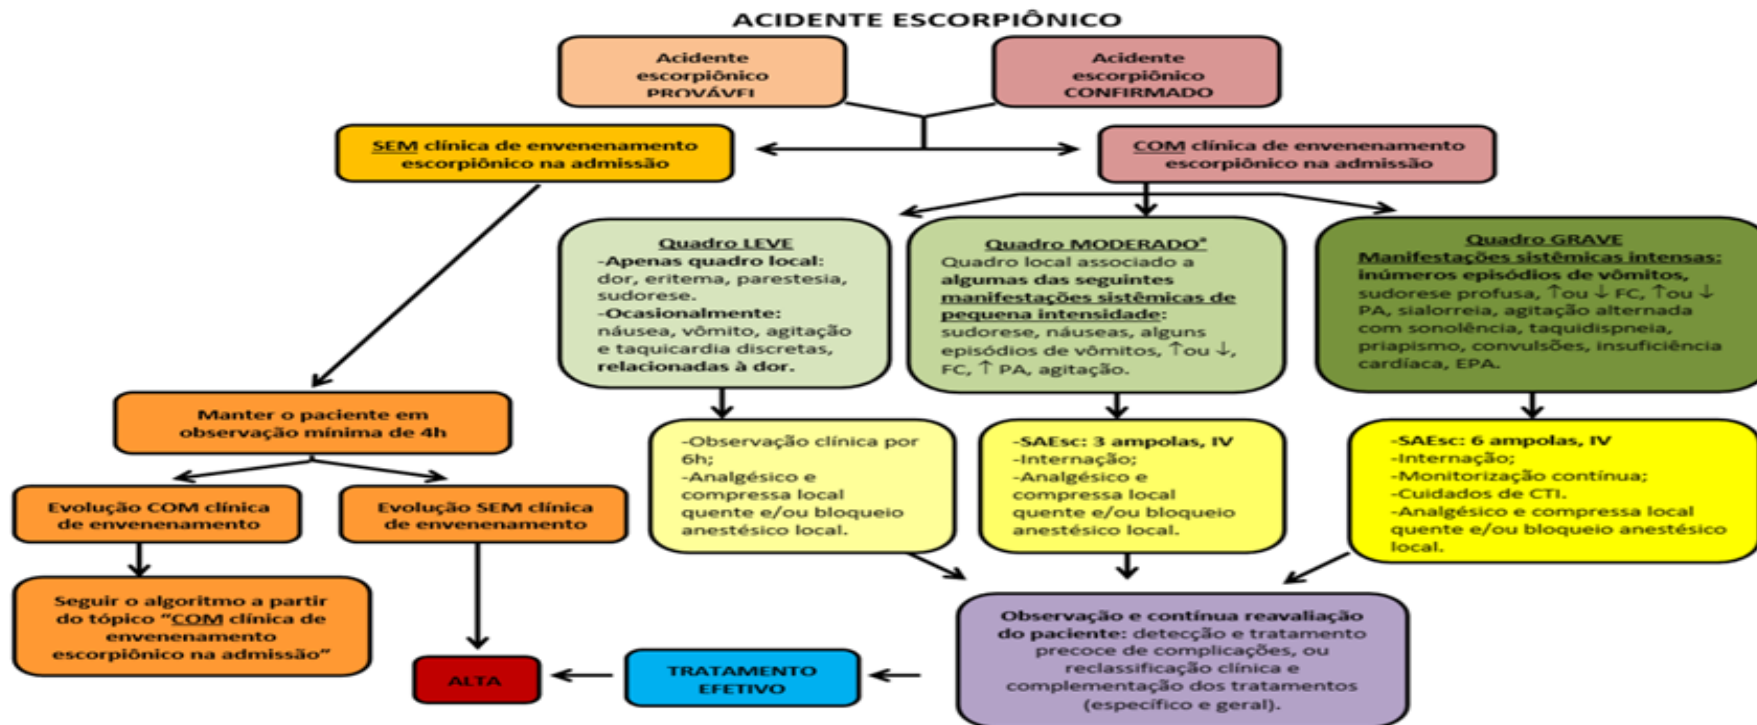 ACIDENTE ESCORPIÔNICO
Acidente
escorpiônico
PROVÁVEL
Acidente
escorpiônico
CONFIRMADO
SEM clínica de envenenamento
escorpiônico na admissão
COM clínica de envenenamento
escorpiônico na admissão
Quadro LEVE
-Apenas quadro local:
dor, eritema, parestesia,
sudorese.
-Ocasionalmente:
náusea, vômito, agitação
e taquicardia discretas,
relacionadas à dor.
Quadro MODERADOª
Quadro local associado a
algumas das seguintes
manifestações sistêmicas de
pequena intensidade:
sudorese, náuseas, alguns
episódios de vômitos, ↑ou ↓,
FC, ↑ PA, agitação.
Quadro GRAVE
Manifestações sistêmicas intensas:
inúmeros episódios de vômitos,
sudorese profusa, ↑ou ↓ FC, ↑ou ↓
PA, sialorreia, agitação alternada
com sonolência, taquidispneia,
priapismo, convulsões, insuficiência
cardíaca, EPA.
Manter o paciente em
observação mínima de 4h
-Observação clínica por
6h;
-Analgésico e
compressa local
quente e/ou bloqueio
anestésico local.
-SAEsc: 3 ampolas, IV
-Internação;
-Analgésico e
compressa local
quente e/ou bloqueio
anestésico local.
-SAEsc: 6 ampolas, IV
-Internação;
-Monitorização contínua;
-Cuidados de CTI.
-Analgésico e compressa local
quente e/ou bloqueio anestésico
local.
Evolução COM clínica
de envenenamento
Evolução SEM clínica
de envenenamento
Seguir o algoritmo a partir
do tópico “COM clínica de
envenenamento
escorpiônico na admissão”
Observação e contínua reavaliação
do paciente: detecção e tratamento
precoce de complicações, ou
reclassificação clínica e
complementação dos tratamentos
(específico e geral).
TRATAMENTO
EFETIVO
ALTA